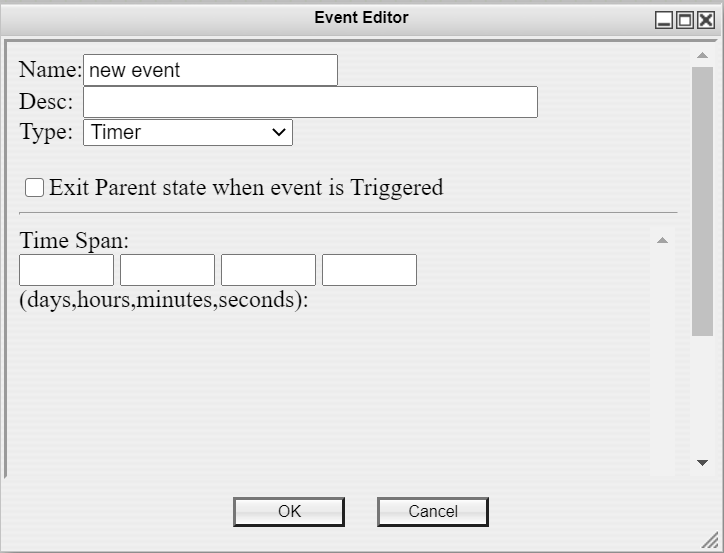 Event Editor
Name: new event
Desc:
Type: Timer
Exit Parent state when event is Triggered
Time Span:
(days,hours,minutes,seconds):
OK Cancel